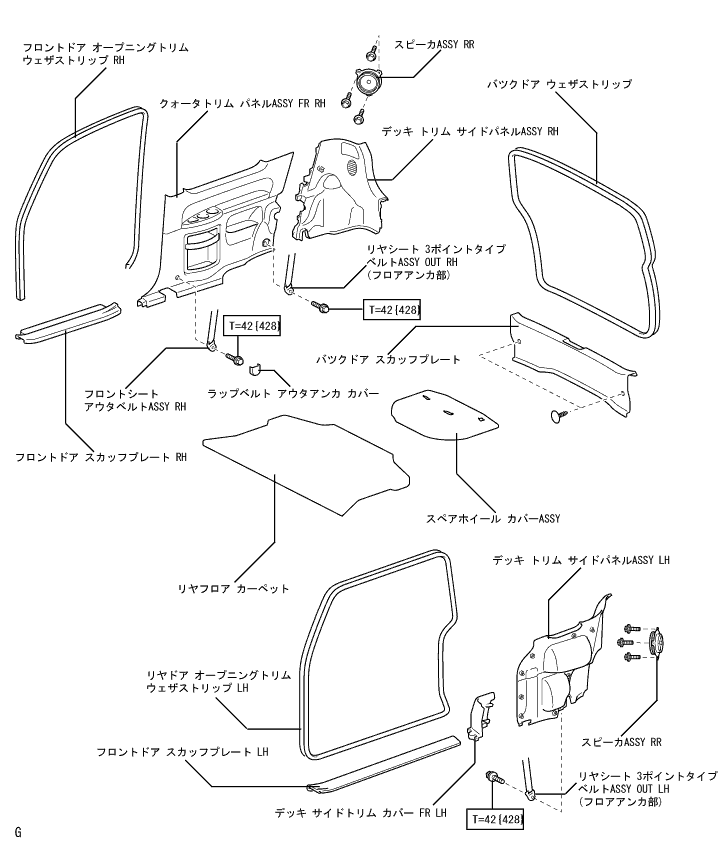 フロントドア オープニングトリム
ウェザストリップ RH
スピーカASSY RR
クォータトリム パネルASSY FR RH
バックドア ウェザストリップ
デッキ トリム サイドパネルASSY RH
リヤシート 3ポイントタイプ
ベルトASSY OUT RH
(フロアアンカ部)
T=42{428}
T=42{428}
バックドア スカッフプレート
フロントシート
アウタベルトASSY RH
ラップベルト アウタアンカ カバー
フロントドア スカッフプレート RH
スペアホイール カバーASSY
リヤフロア カーペット
デッキ トリム サイドパネルASSY LH
リヤドア オープニングトリム
ウェザストリップ LH
スピーカASSY RR
フロントドア スカッフプレート LH
リヤシート 3ポイントタイプ
ベルトASSY OUT LH
(フロアアンカ部)
デッキ サイドトリム カバー FR LH
T=42{428}
G